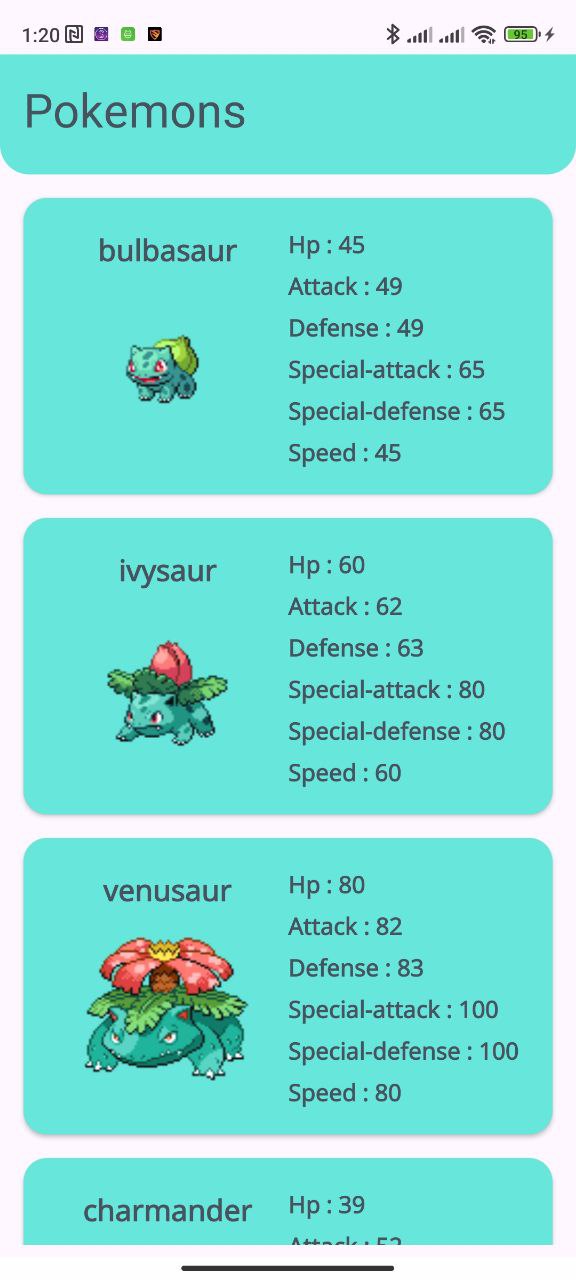 1:20
95
Pokemons
bulbasaur
Hp : 45
Attack : 49
Defense : 49
Special-attack : 65
Special-defense : 65
Speed : 45
ivysaur
Hp : 60
Attack : 62
Defense : 63
Special-attack : 80
Special-defense : 80
Speed : 60
venusaur
Hp : 80
Attack : 82
Defense : 83
Special-attack : 100
Special-defense : 100
Speed : 80
charmander
Hp : 39
Attack : 52